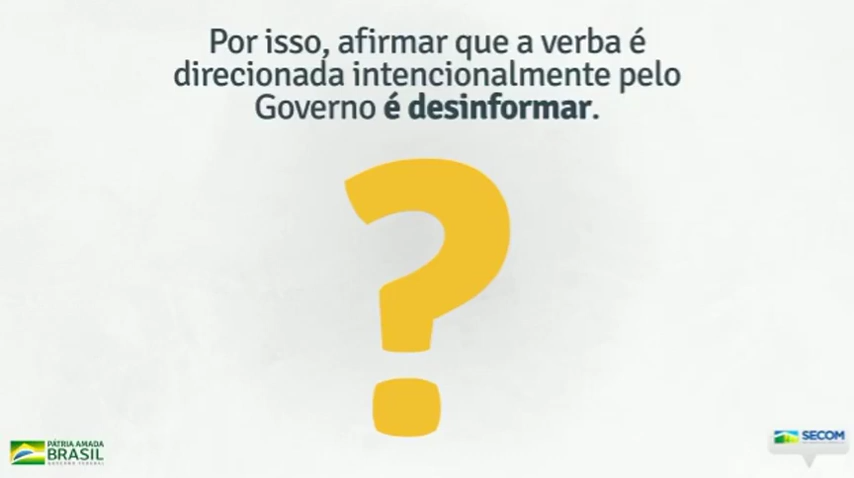 Por isso, afirmar que a verba é
direcionada intencionalmente pelo
Governo é desinformar.
?
PÁTRIA AMADA
BRASIL
GOVERNO FEDERAL
SECOM